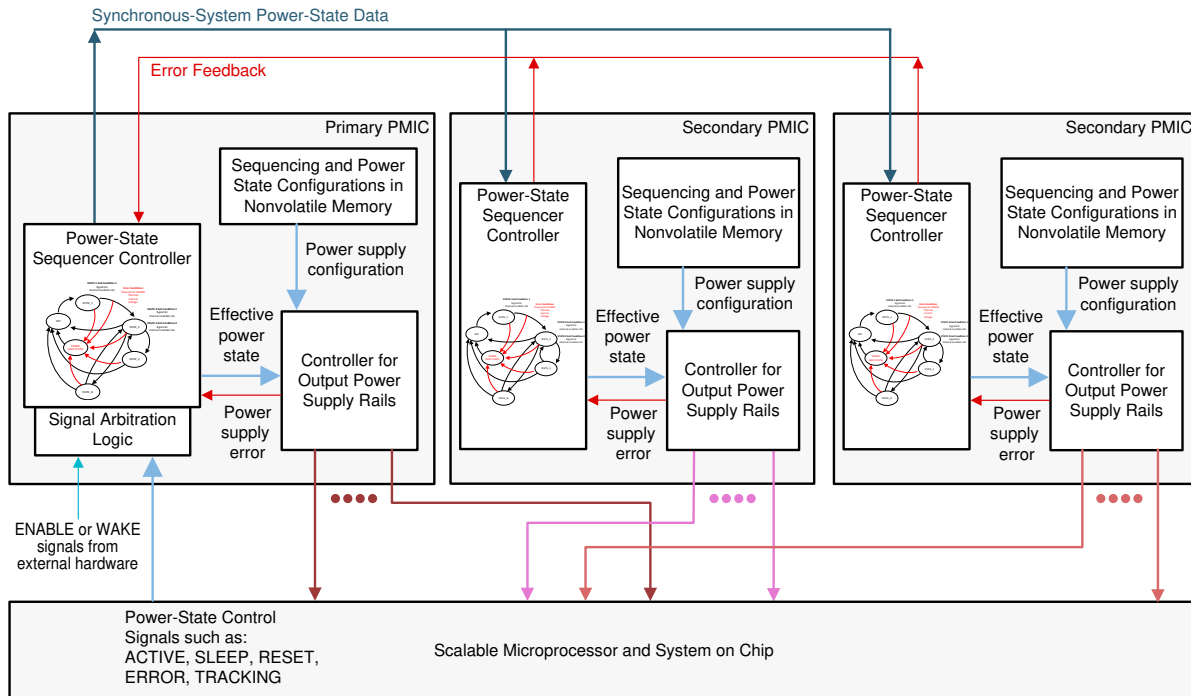 Synchronous-System Power-State Data
Error Feedback
Primary PMIC
Sequencing and Power
State Configurations in
Nonvolatile Memory
Power-State
Sequencer Controller
Power supply
configuration
Effective
power
state
Controller for
Output Power
Supply Rails
Power
supply
error
Signal Arbitration
Logic
ENABLE or WAKE
signals from
external hardware
Secondary PMIC
Sequencing and Power
State Configurations in
Nonvolatile Memory
Power-State
Sequencer
Controller
Power supply
configuration
Effective
power
state
Controller for
Output Power
Supply Rails
Power
supply
error
Secondary PMIC
Sequencing and Power
State Configurations in
Nonvolatile Memory
Power-State
Sequencer
Controller
Power supply
configuration
Effective
power
state
Controller for
Output Power
Supply Rails
Power
supply
error
Power-State Control
Signals such as:
ACTIVE, SLEEP, RESET,
ERROR, TRACKING
Scalable Microprocessor and System on Chip